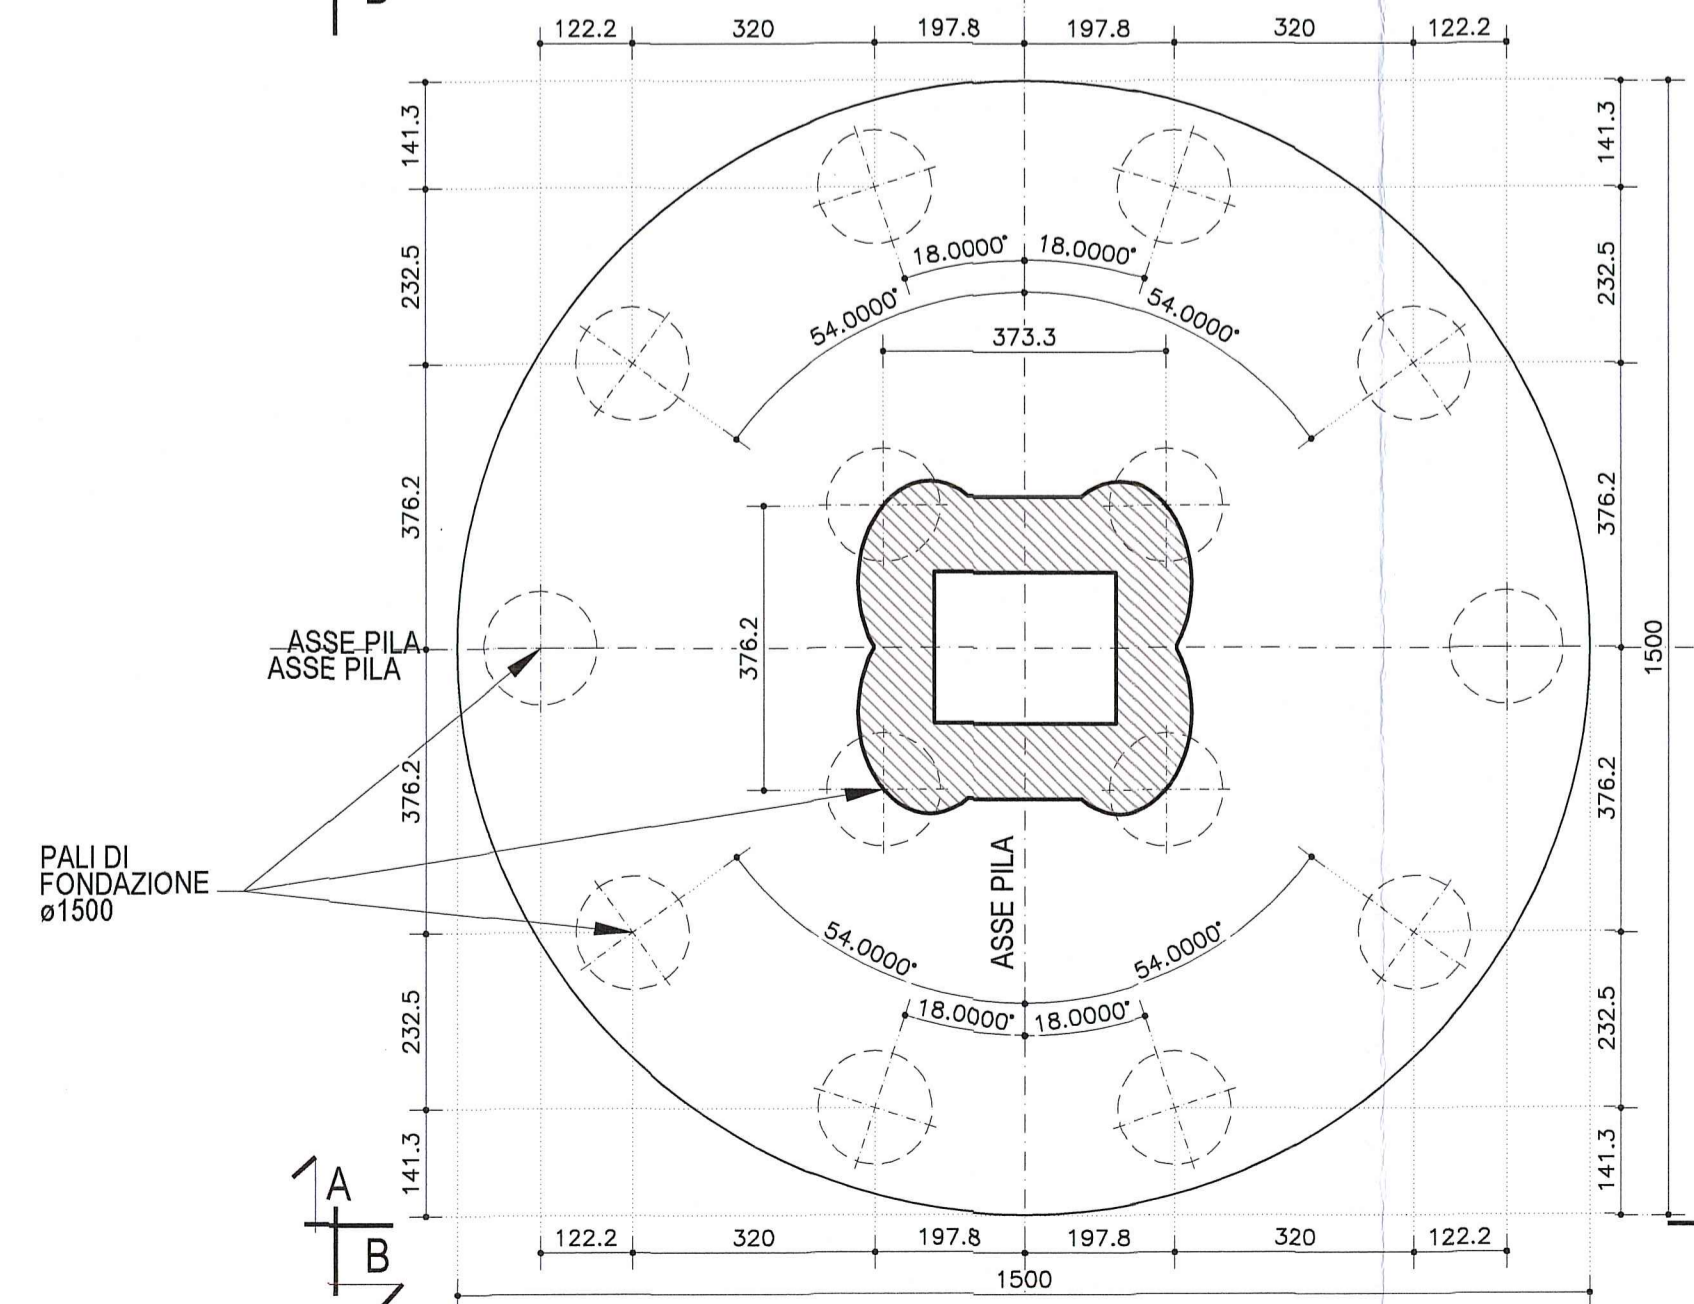 122.2 320 197.8 197.8 320 122.2
141.3
232.5
376.2
376.2
232.5
141.3
141.3
232.5
376.2
376.2
232.5
141.3
1500
18.0000° 18.0000°
54.0000° 54.0000°
373.3
376.2
ASSE PILA
ASSE PILA
ASSE PILA
PALI DI
FONDAZIONE
ø1500
54.0000° 54.0000°
18.0000° 18.0000°
A
B
122.2 320 197.8 197.8 320 122.2
1500